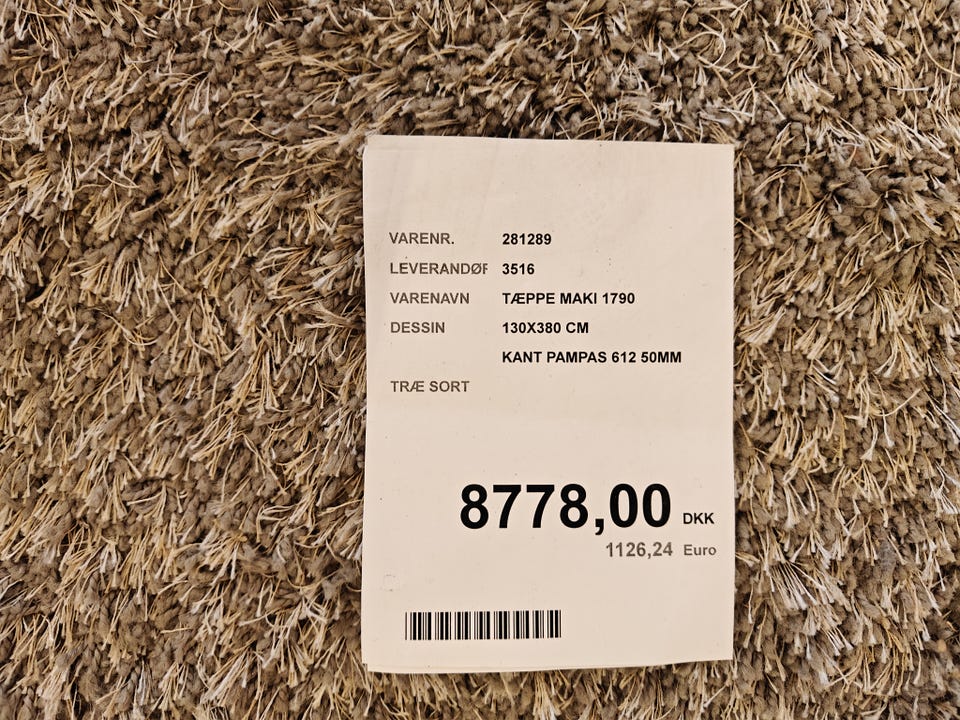 VARENR. 281289
LEVERANDØF 3516
VARENAVN TÆPPE MAKI 1790
DESSIN 130X380 CM
KANT PAMPAS 612 50MM
TRÆ SORT
8778,00 DKK
1126,24 Euro